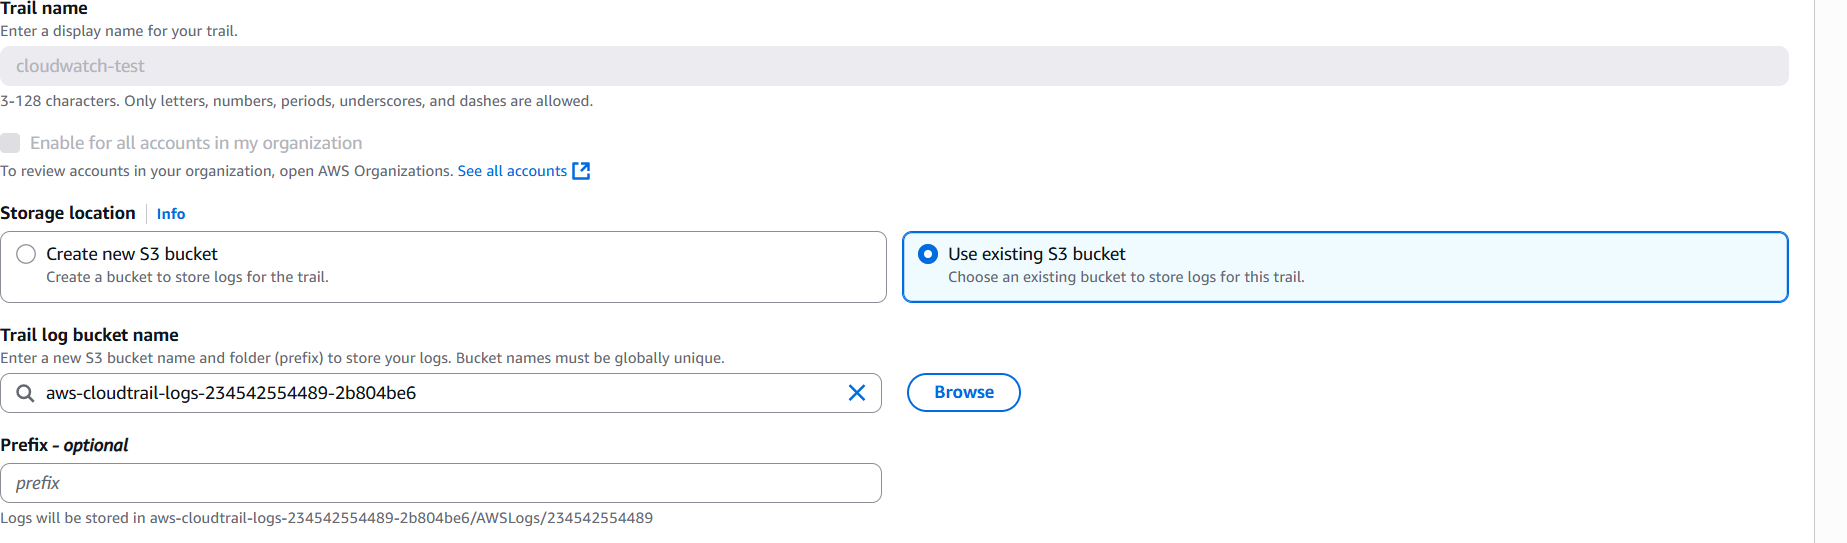 Trail name
Enter a display name for your trail.
cloudwatch-test
3-128 characters. Only letters, numbers, periods, underscores, and dashes are allowed.
Enable for all accounts in my organization
To review accounts in your organization, open AWS Organizations. See all accounts
Storage location Info
Create new S3 bucket
Create a bucket to store logs for the trail.
Use existing S3 bucket
Choose an existing bucket to store logs for this trail.
Trail log bucket name
Enter a new S3 bucket name and folder (prefix) to store your logs. Bucket names must be globally unique.
aws-cloudtrail-logs-234542554489-2b804be6
Browse
Prefix - optional
prefix
Logs will be stored in aws-cloudtrail-logs-234542554489-2b804be6/AWSLogs/234542554489